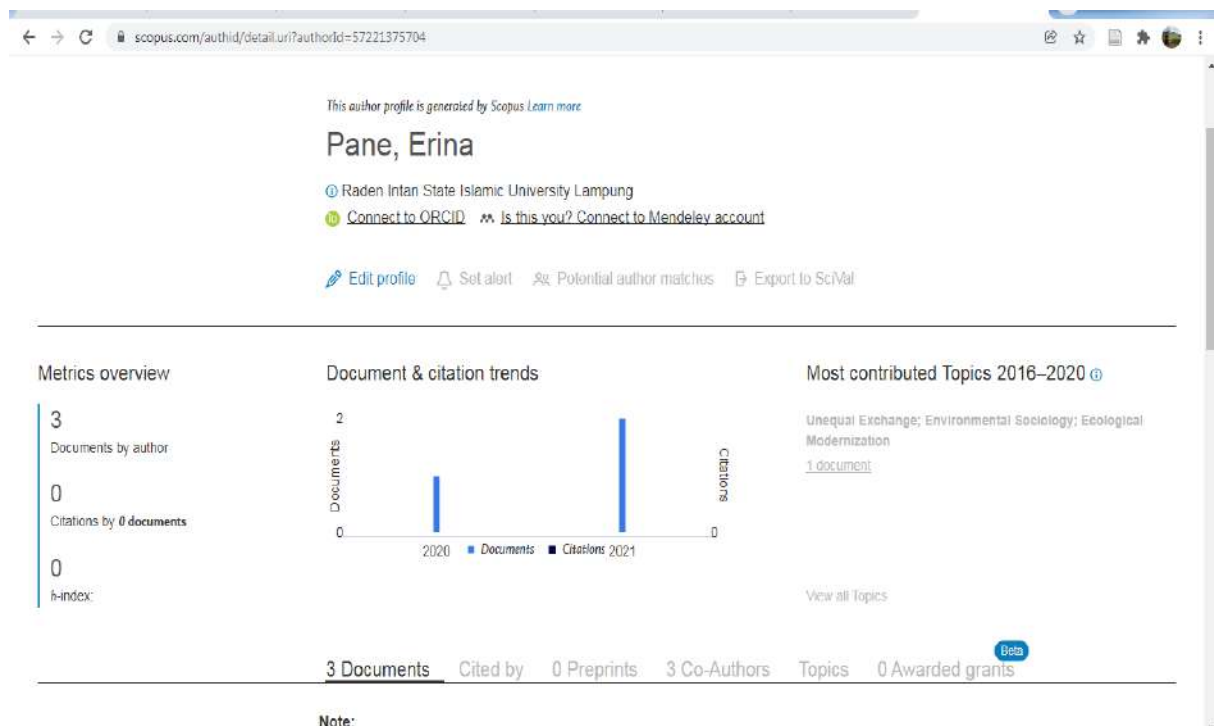 scopus.com/authid/detail.uri?authorId=57221375704
This author profile is generated by Scopus Learn more
Pane, Erina
Raden Intan State Islamic University Lampung
Connect to ORCID Is this you? Connect to Mendeley account
Edit profile Set alert Potential author matches Export to SciVal
Metrics overview
3
Documents by author
0
Citations by 0 documents
0
h-index:
Document & citation trends
2
Documents
0
Citations
0
2020 Documents Citations 2021
Most contributed Topics 2016–2020
Unequal Exchange; Environmental Sociology; Ecological
Modernization
1 document
View all Topics
Beta
3 Documents Cited by 0 Preprints 3 Co-Authors Topics 0 Awarded grants
Note: